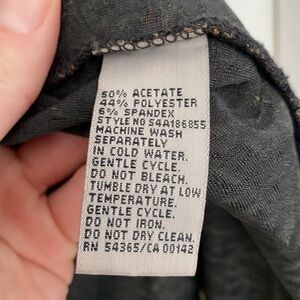 50% ACETATE
44% POLYESTER
6% SPANDEX
STYLE NO S4A186855
MACHINE WASH
SEPARATELY
IN COLD WATER.
GENTLE CYCLE.
DO NOT BLEACH.
TUMBLE DRY AT LOW
TEMPERATURE.
GENTLE CYCLE.
DO NOT IRON.
DO NOT DRY CLEAN.
RN 54365/CA 00142